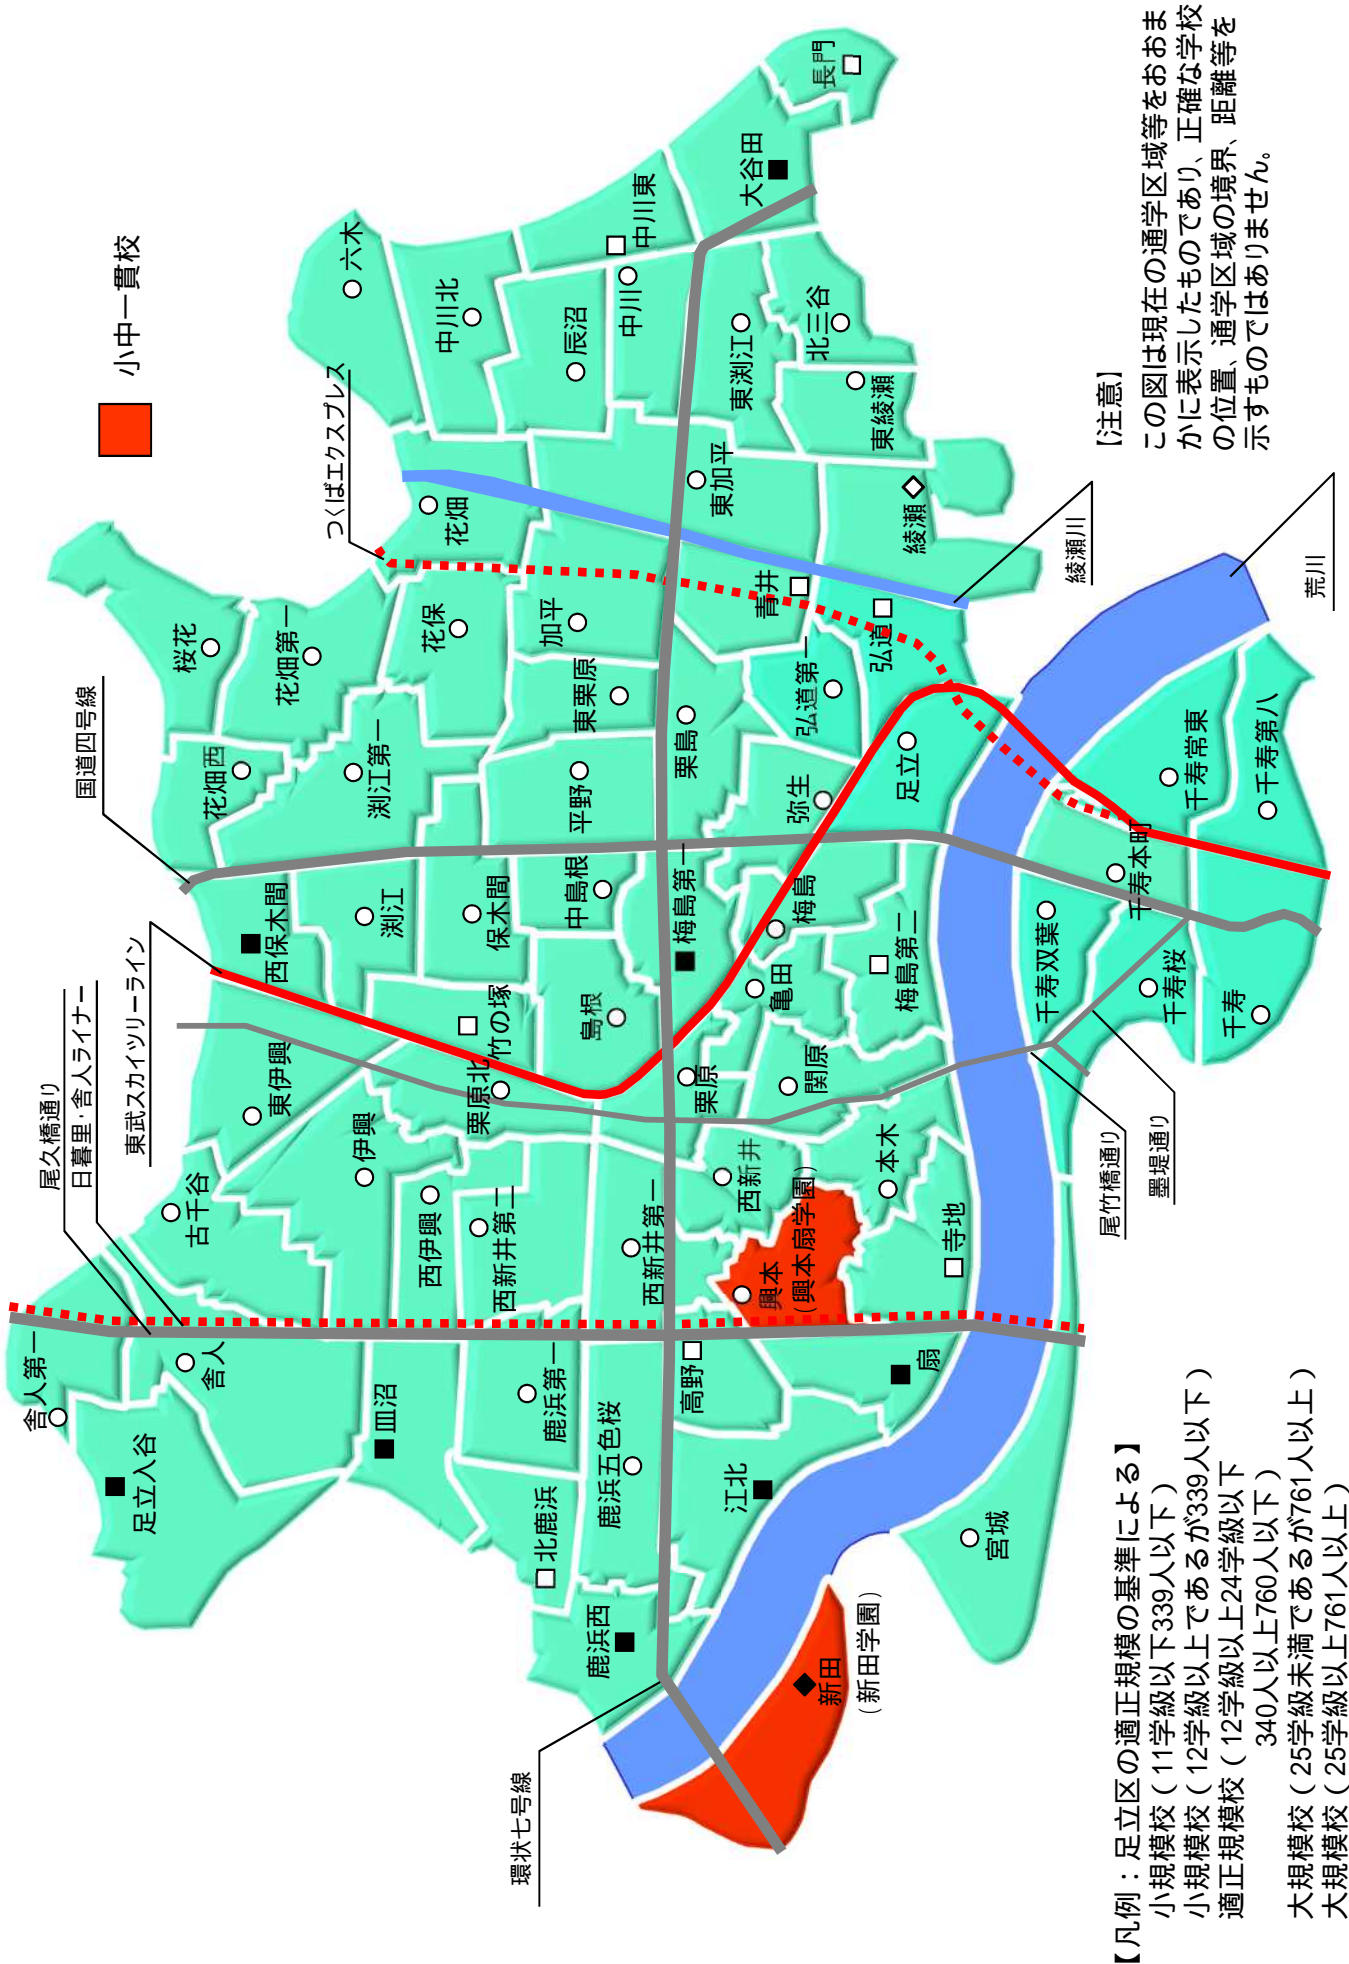 小中一貫校
尾久橋通り
日暮里・舎人ライナー
東武スカイツリーライン
国道四号線
つくばエクスプレス
環状七号線
尾竹橋通り
墨堤通り
綾瀬川
荒川
舎人第一
足立入谷
舎人
古千谷
東伊興
伊興
西伊興
皿沼
西新井第二
鹿浜第一
北鹿浜
鹿浜五色桜
鹿浜西
西新井第一
高野
江北
扇
興本
（興本扇学園）
新田
（新田学園）
宮城
寺地
本木
西新井
栗原
関原
栗原北
竹の塚
島根
西保木間
渕江
保木間
中島根
梅島第一
亀田
梅島
梅島第二
花畑西
渕江第一
平野
桜花
花畑第一
花保
東栗原
加平
栗島
弥生
足立
弘道第一
弘道
青井
花畑
六木
中川北
辰沼
中川
中川東
東加平
東渕江
北三谷
東綾瀬
綾瀬
大谷田
長門
千寿双葉
千寿本町
千寿常東
千寿第八
千寿桜
千寿
【注意】
この図は現在の通学区域等をおおま
かに表示したものであり、正確な学校
の位置、通学区域の境界、距離等を
示すものではありません。
【凡例：足立区の適正規模の基準による】
小規模校（11学級以下339人以下）
小規模校（12学級以上であるが339人以下）
適正規模校（12学級以上24学級以下
340人以上760人以下）
大規模校（25学級未満であるが761人以上）
大規模校（25学級以上761人以上）